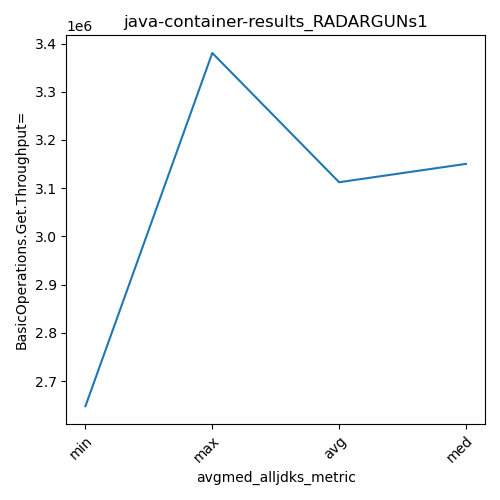 java-container-results_RADARGUNs1
1e6
3.4
3.3
3.2
3.1
3.0
2.9
2.8
2.7
BasicOperations.Get.Throughput=
min
max
avg
med
avgmed_alljdks_metric